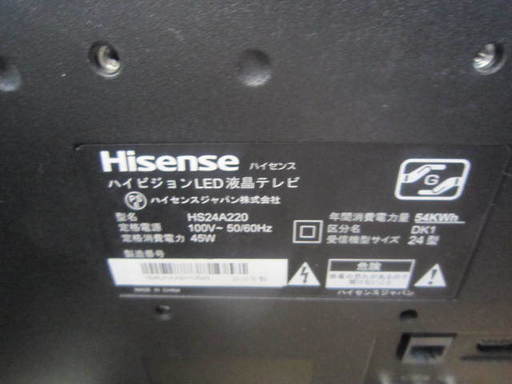 Hisense ハイセンス
ハイビジョンLED液晶テレビ
ハイセンスジャパン株式会社
型名 HS24A220
定格電源 100V~ 50/60Hz
定格消費電力 45W
年間消費電力量 54KWh
区分名 DK1
受信機型サイズ 24型
製造番号
危険
ハイセンスジャパン
MADE IN CHINA